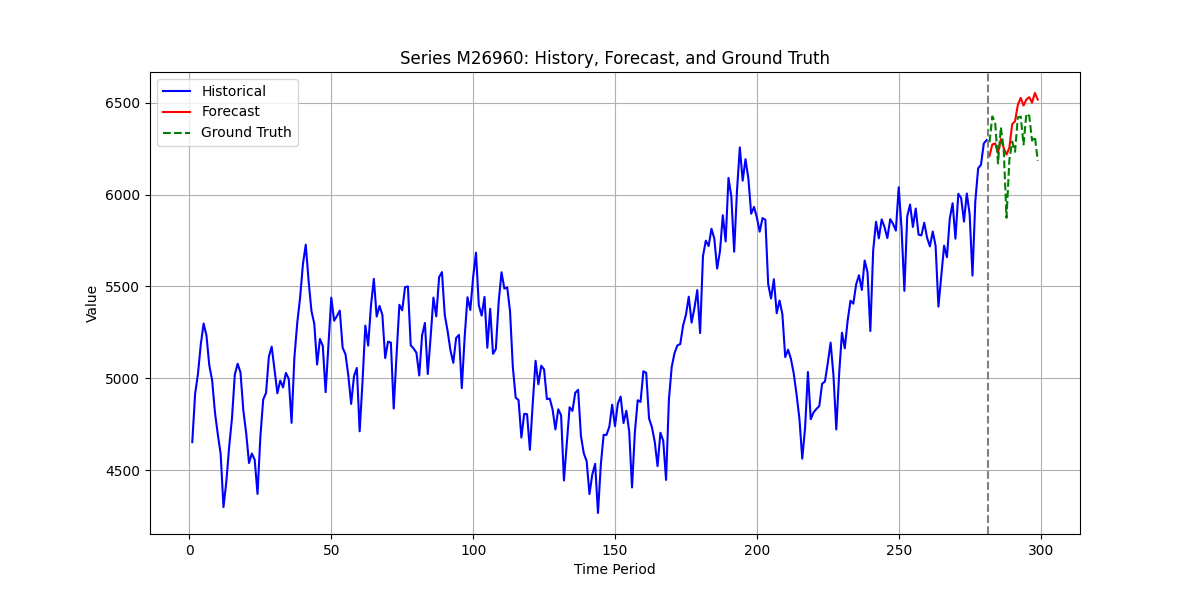 Series M26960: History, Forecast, and Ground Truth
Historical
Forecast
Ground Truth
6500
6000
5500
5000
4500
Value
0 50 100 150 200 250 300
Time Period